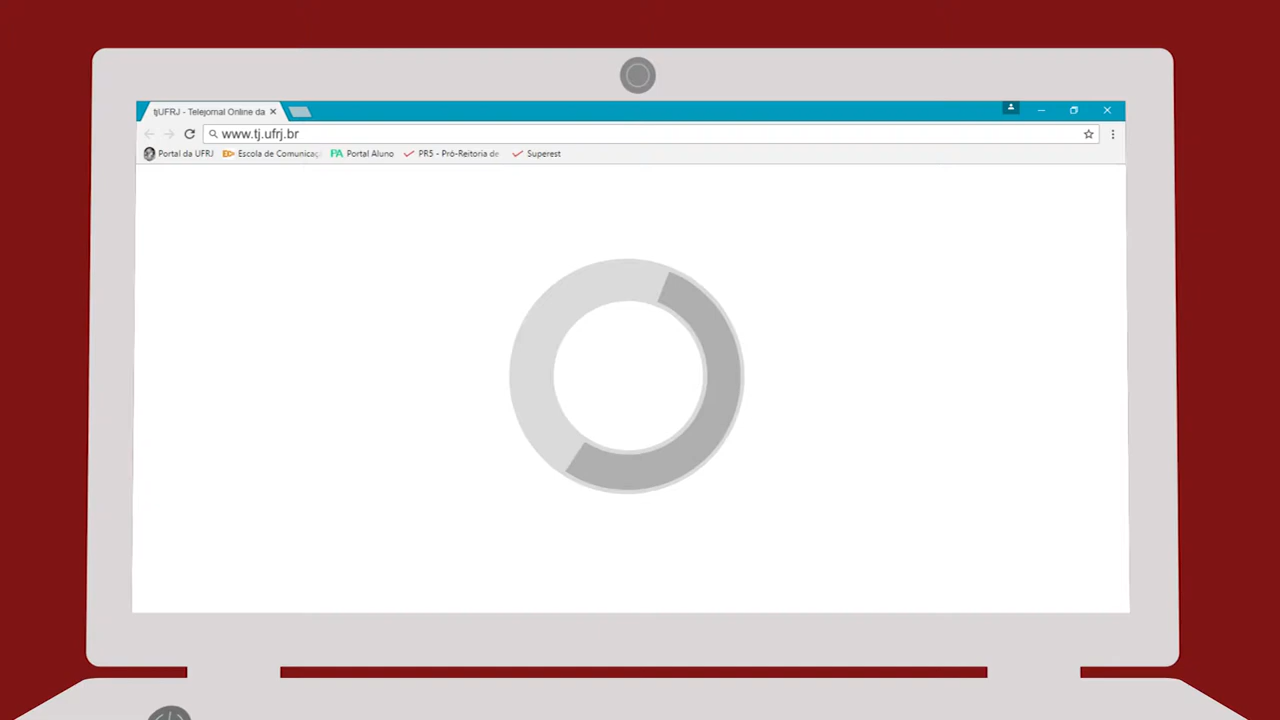 tjUFRJ - Telejornal Online da
www.tj.ufrj.br
Portal da UFRJ Escola de Comunicaç PA Portal Aluno PR5 - Pró-Reitoria de Superest